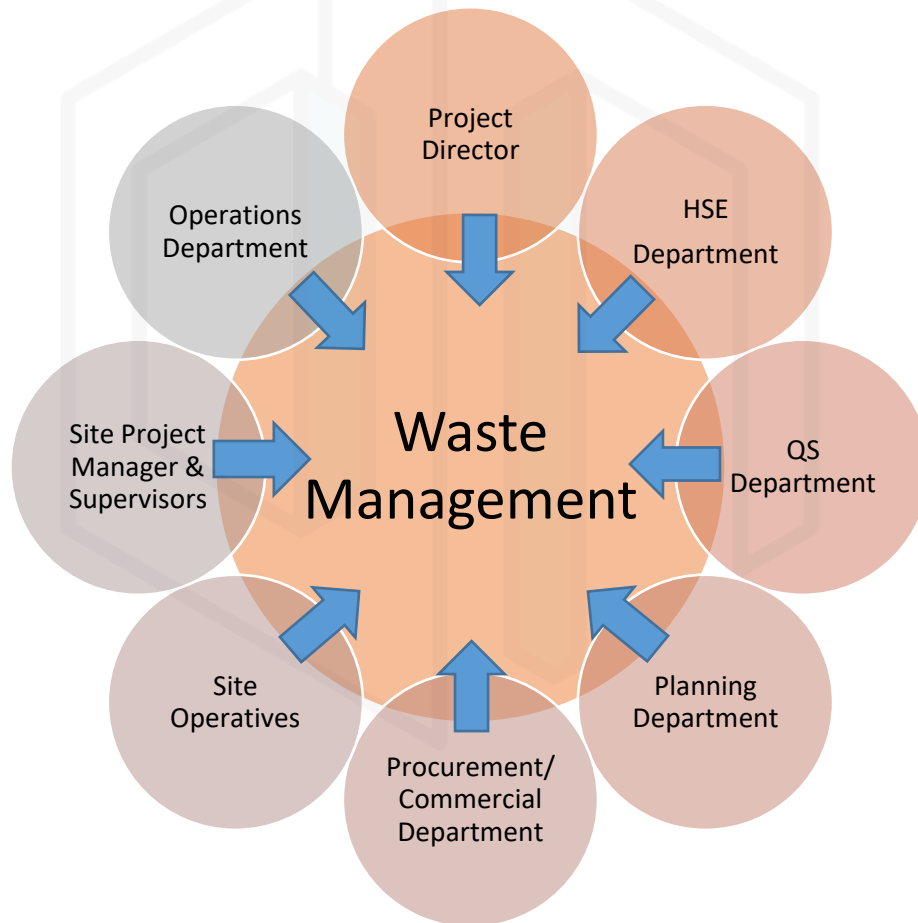 Project
Director
HSE
Department
QS
Department
Planning
Department
Procurement/
Commercial
Department
Site
Operatives
Site Project
Manager &
Supervisors
Operations
Department
Waste
Management